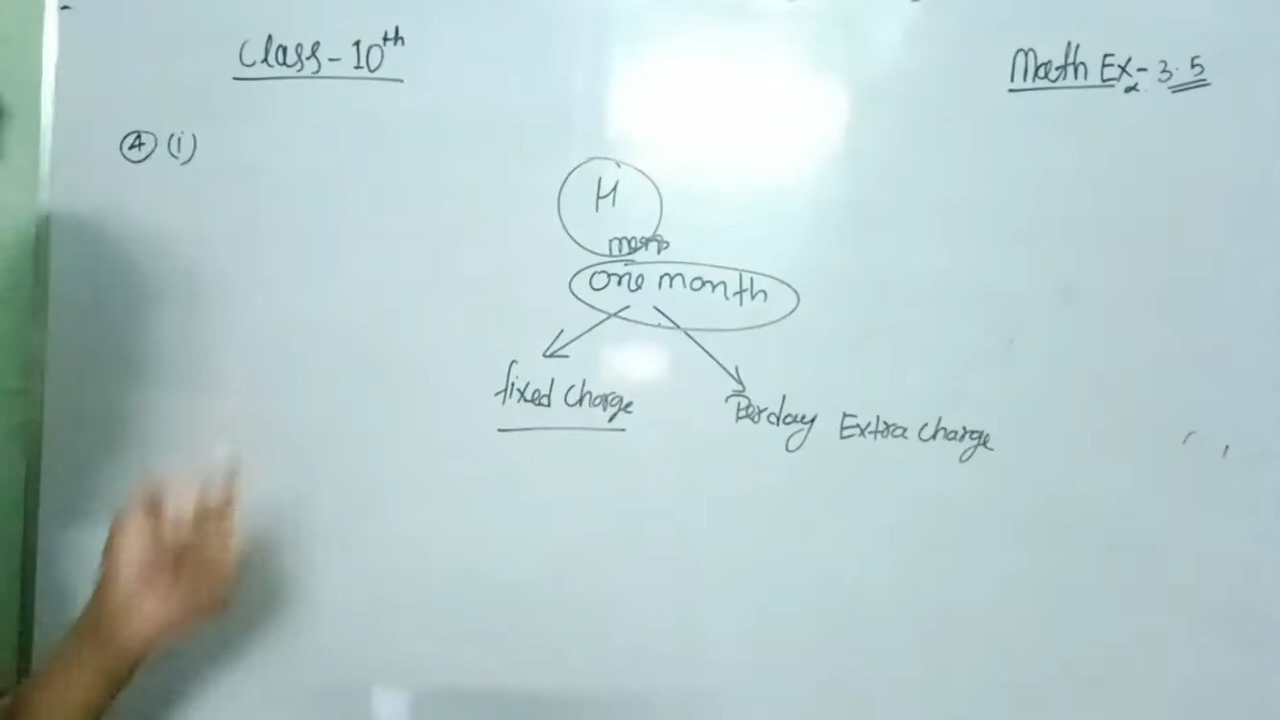 Class-10th
Math Ex-3.5
4 (i)
H
one month
fixed charge
Perday Extra charge